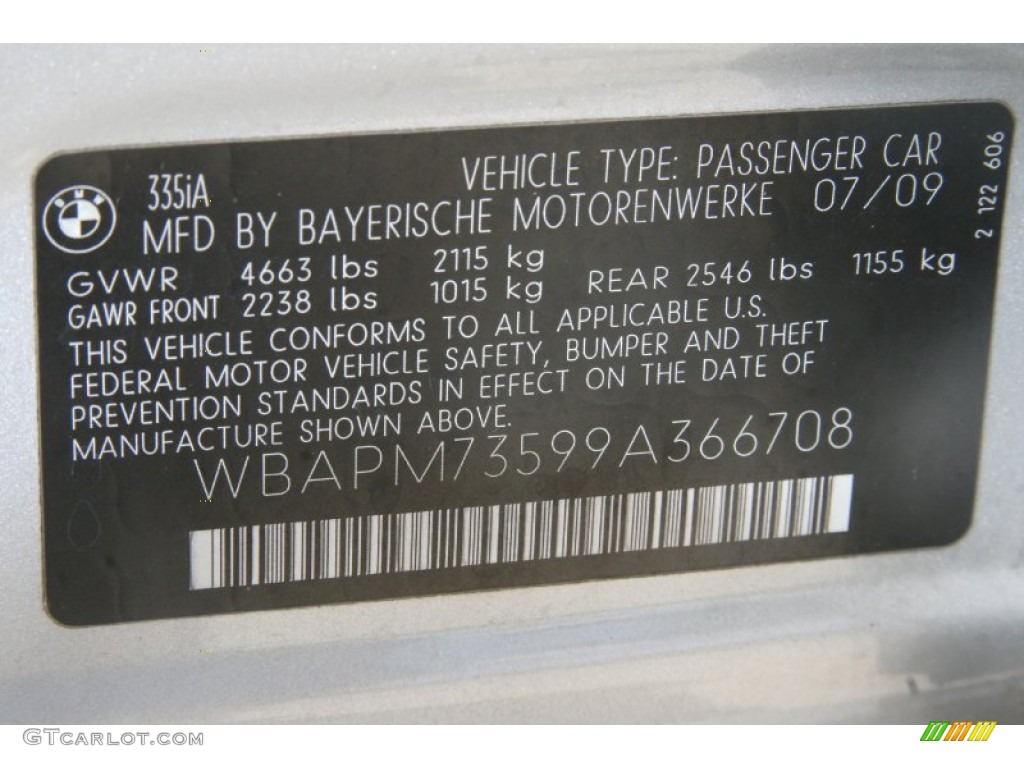 335iA VEHICLE TYPE: PASSENGER CAR
BMW
MFD BY BAYERISCHE MOTORENWERKE 07/09
GVWR 4663 lbs 2115 kg
GAWR FRONT 2238 lbs 1015 kg REAR 2546 lbs 1155 kg
THIS VEHICLE CONFORMS TO ALL APPLICABLE U.S.
FEDERAL MOTOR VEHICLE SAFETY, BUMPER AND THEFT
PREVENTION STANDARDS IN EFFECT ON THE DATE OF
MANUFACTURE SHOWN ABOVE.
WBAPM73599A366708
2 122 606
GTCARLOT.COM